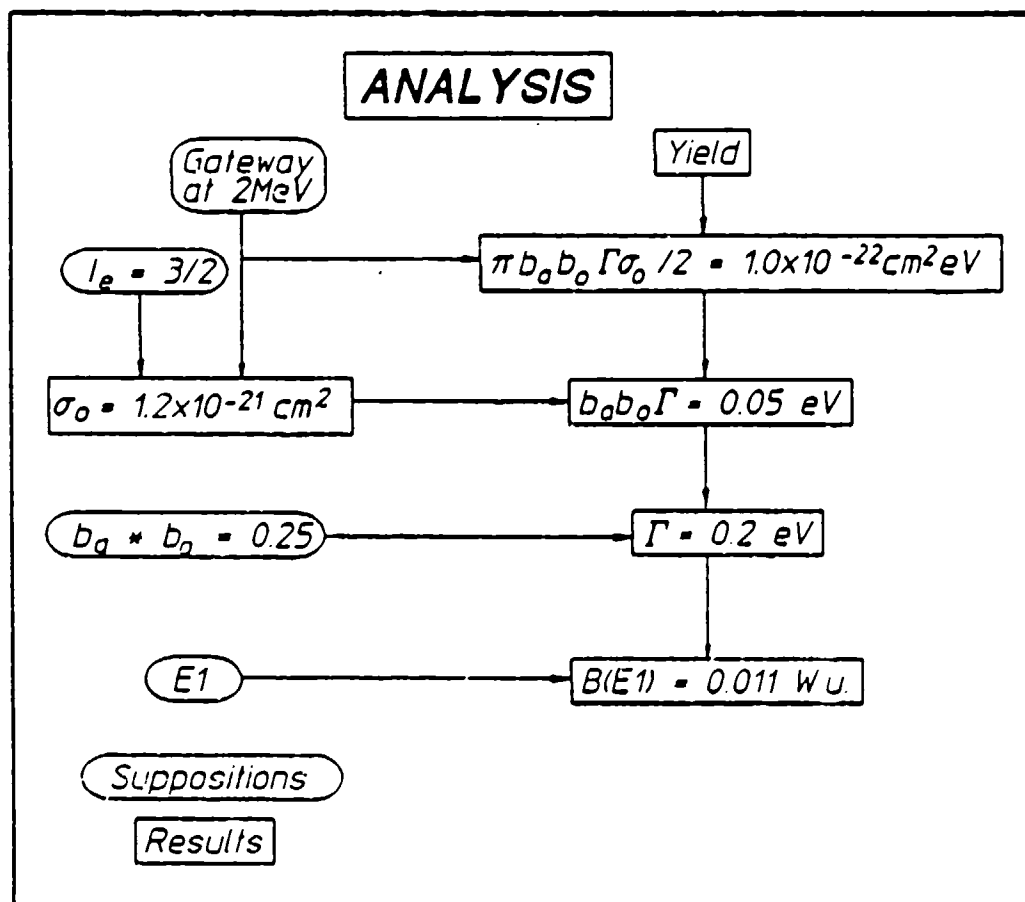 ANALYSIS
Gateway
at 2MeV
Yield
I_e = 3/2
πb_a b_o Γσ_o /2 = 1.0x10^-22 cm^2 eV
σ_o = 1.2x10^-21 cm^2
b_a b_o Γ = 0.05 eV
b_a * b_o = 0.25
Γ = 0.2 eV
E1
B(E1) = 0.011 W u.
Suppositions
Results